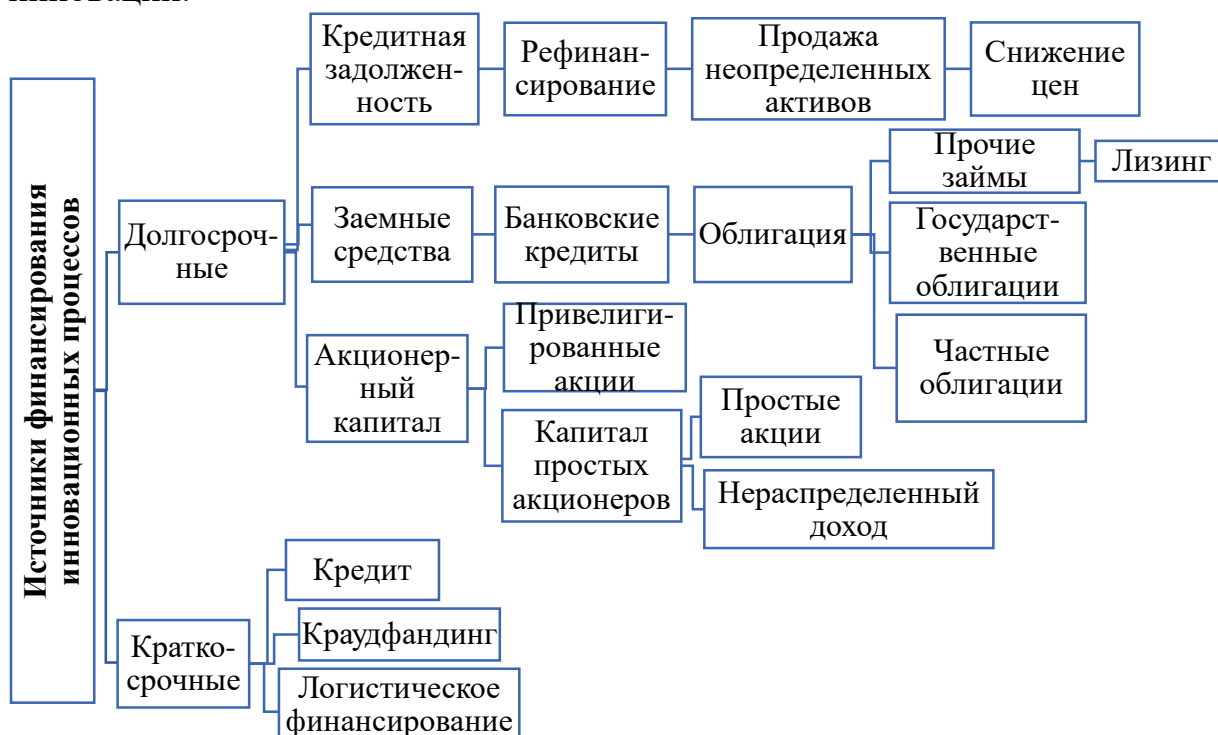 Источники финансирования
инновационных процессов
Долгосроч-
ные
Кредитная
задолжен-
ность
Рефинан-
сирование
Продажа
неопределенных
активов
Снижение
цен
Заемные
средства
Банковские
кредиты
Облигация
Прочие
займы
Лизинг
Государст-
венные
облигации
Частные
облигации
Акционер-
ный
капитал
Привелиги-
рованные
акции
Капитал
простых
акционеров
Простые
акции
Нераспределенный
доход
Кратко-
срочные
Кредит
Краудфандинг
Логистическое
финансирование